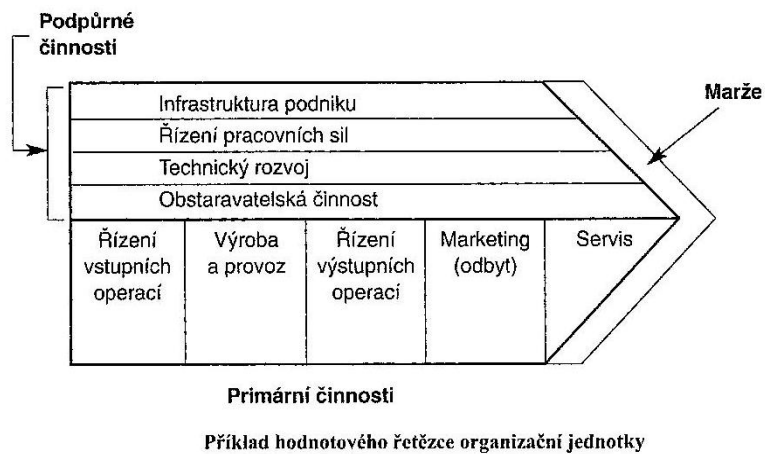 Podpůrné
činnosti
Marže
Infrastruktura podniku
Řízení pracovních sil
Technický rozvoj
Obstaravatelská činnost
Řízení
vstupních
operací
Výroba
a provoz
Řízení
výstupních
operací
Marketing
(odbyt)
Servis
Primární činnosti
Příklad hodnotového řetězce organizační jednotky